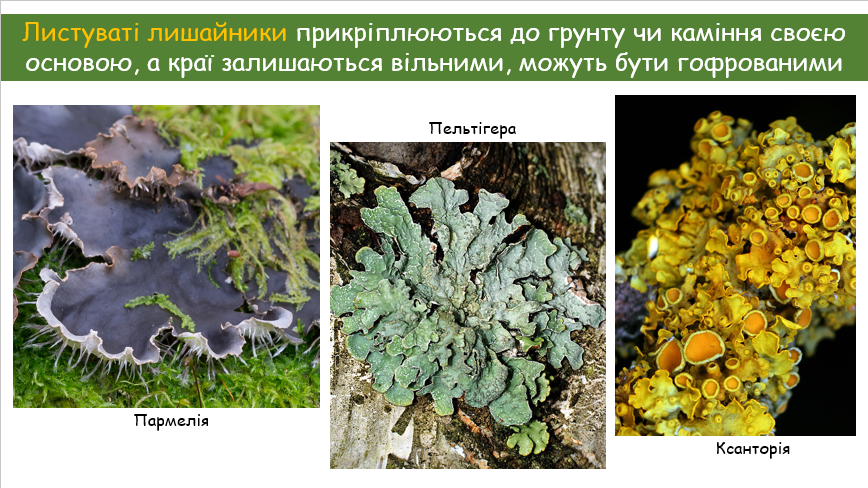 Листуваті лишайники прикріплюються до грунту чи каміння своєю
основою, а краї залишаються вільними, можуть бути гофрованими
Пельтігера
Пармелія
Ксанторія